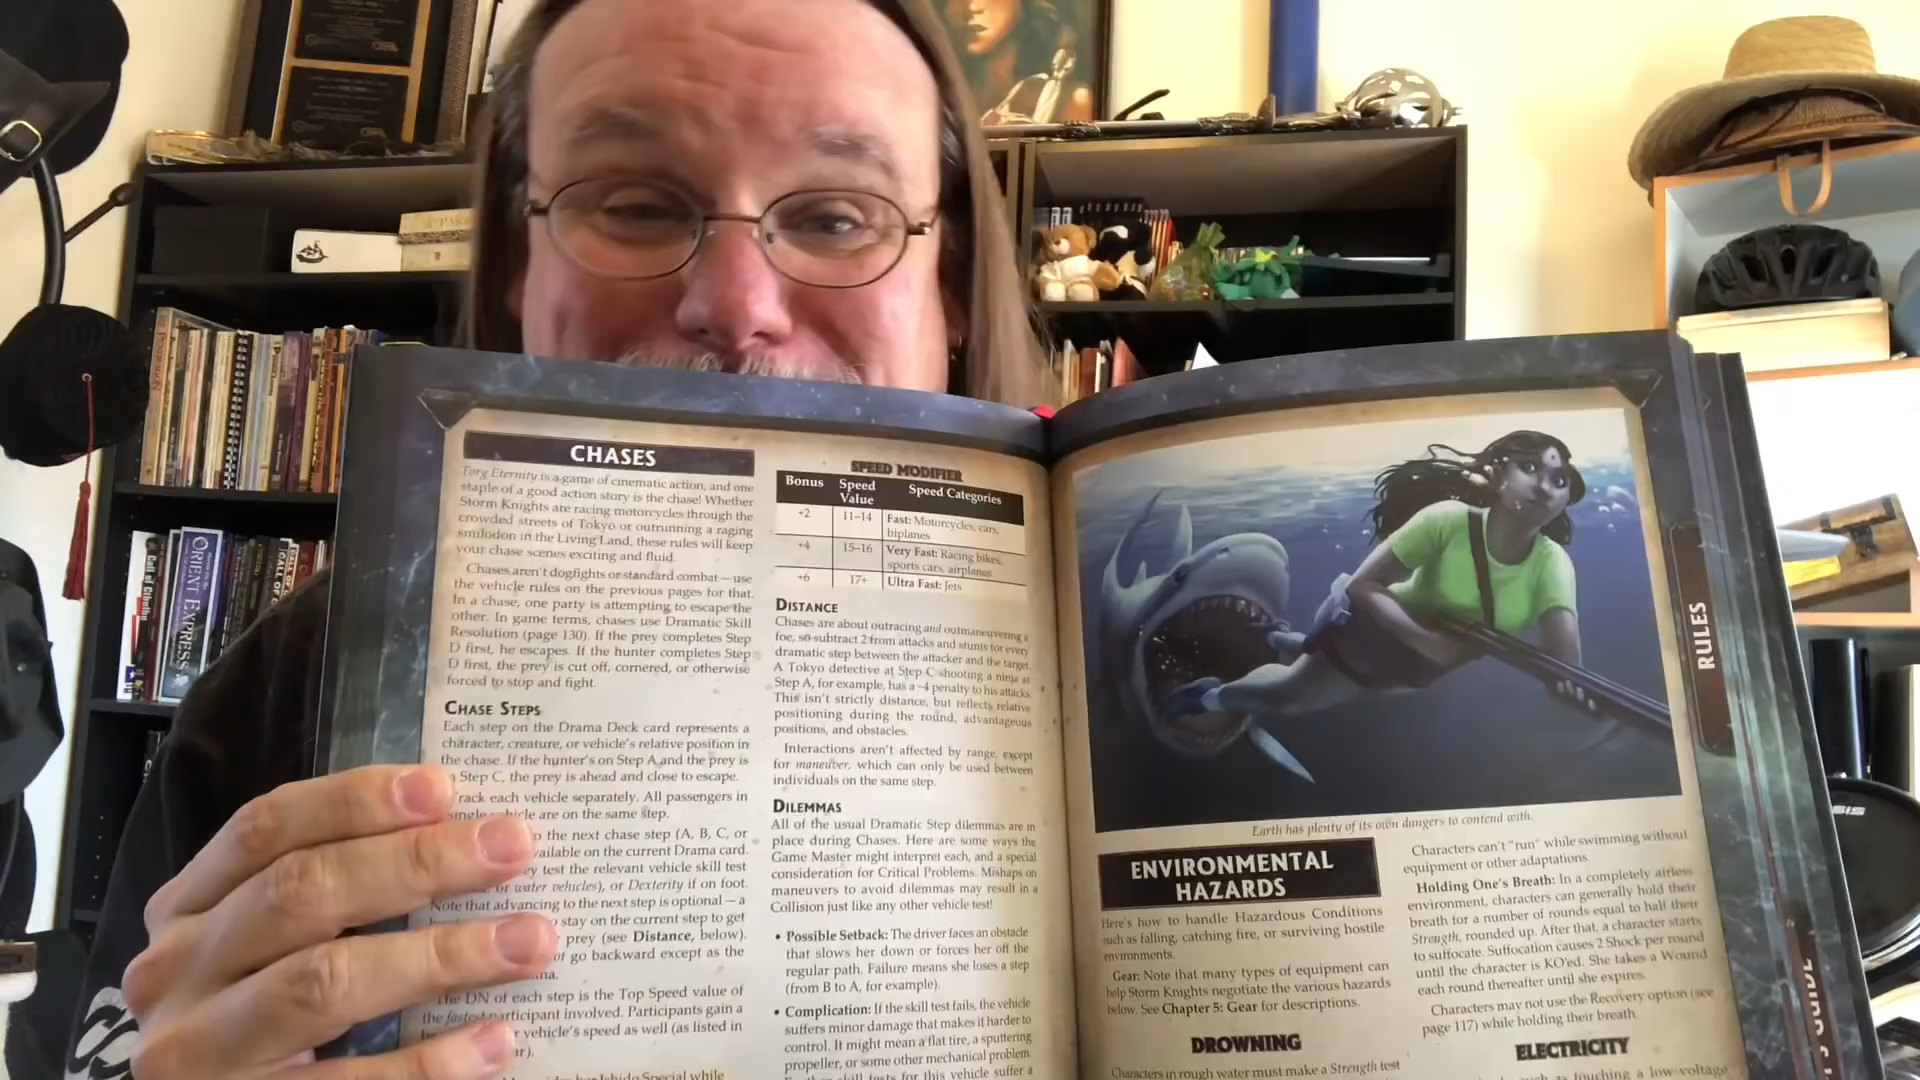 CHASES
Torg Eternity is a game of cinematic action, and one
staple of a good action story is the chase! Whether
Storm Knights are racing motorcycles through the
crowded streets of Tokyo or outrunning a raging
smilodon in the Living Land, these rules will keep
your chase scenes exciting and fluid.
Chases aren't dogfights or standard combat — use
the vehicle rules on the previous pages for that.
In a chase, one party is attempting to escape the
other. In game terms, chases use Dramatic Skill
Resolution (page 130). If the prey completes Step
D first, he escapes. If the hunter completes Step
D first, the prey is cut off, cornered, or otherwise
forced to stop and fight.
CHASE STEPS
Each step on the Drama Deck card represents a
character, creature, or vehicle's relative position in
the chase. If the hunter's on Step A and the prey is
Step C, the prey is ahead and close to escape.
Track each vehicle separately. All passengers in
single vehicle are on the same step.
the next chase step (A, B, C, or
available on the current Drama card.
test the relevant vehicle skill test
or water vehicles), or Dexterity if on foot.
Note that advancing to the next step is optional — a
stay on the current step to get
prey (see Distance, below).
go backward except as the
The DN of each step is the Top Speed value of
the fastest participant involved. Participants gain a
vehicle's speed as well (as listed in
Ishido Special while
SPEED MODIFIER
Bonus Speed Value Speed Categories
+2 11–14 Fast: Motorcycles, cars,
biplanes
+4 15–16 Very Fast: Racing bikes,
sports cars, airplanes
+6 17+ Ultra Fast: Jets
DISTANCE
Chases are about outracing and outmaneuvering a
foe, so subtract 2 from attacks and stunts for every
dramatic step between the attacker and the target.
A Tokyo detective at Step C shooting a ninja at
Step A, for example, has a –4 penalty to his attacks.
This isn't strictly distance, but reflects relative
positioning during the round, advantageous
positions, and obstacles.
Interactions aren't affected by range, except
for maneuver, which can only be used between
individuals on the same step.
DILEMMAS
All of the usual Dramatic Step dilemmas are in
place during Chases. Here are some ways the
Game Master might interpret each, and a special
consideration for Critical Problems. Mishaps on
maneuvers to avoid dilemmas may result in a
Collision just like any other vehicle test!
• Possible Setback: The driver faces an obstacle
that slows her down or forces her off the
regular path. Failure means she loses a step
(from B to A, for example).
• Complication: If the skill test fails, the vehicle
suffers minor damage that makes it harder to
control. It might mean a flat tire, a sputtering
propeller, or some other mechanical problem.
skill tests for this vehicle suffer a
Earth has plenty of its own dangers to contend with.
ENVIRONMENTAL
HAZARDS
Here's how to handle Hazardous Conditions
such as falling, catching fire, or surviving hostile
environments.
Gear: Note that many types of equipment can
help Storm Knights negotiate the various hazards
below. See Chapter 5: Gear for descriptions.
DROWNING
Characters in rough water must make a Strength test
Characters can't "run" while swimming without
equipment or other adaptations.
Holding One's Breath: In a completely airless
environment, characters can generally hold their
breath for a number of rounds equal to half their
Strength, rounded up. After that, a character starts
to suffocate. Suffocation causes 2 Shock per round
until the character is KO'ed. She takes a Wound
each round thereafter until she expires.
Characters may not use the Recovery option (see
page 117) while holding their breath.
ELECTRICITY
such as touching a low-voltage
RULES
GUIDE
ORIENT EXPRESS
Call of Cthulhu